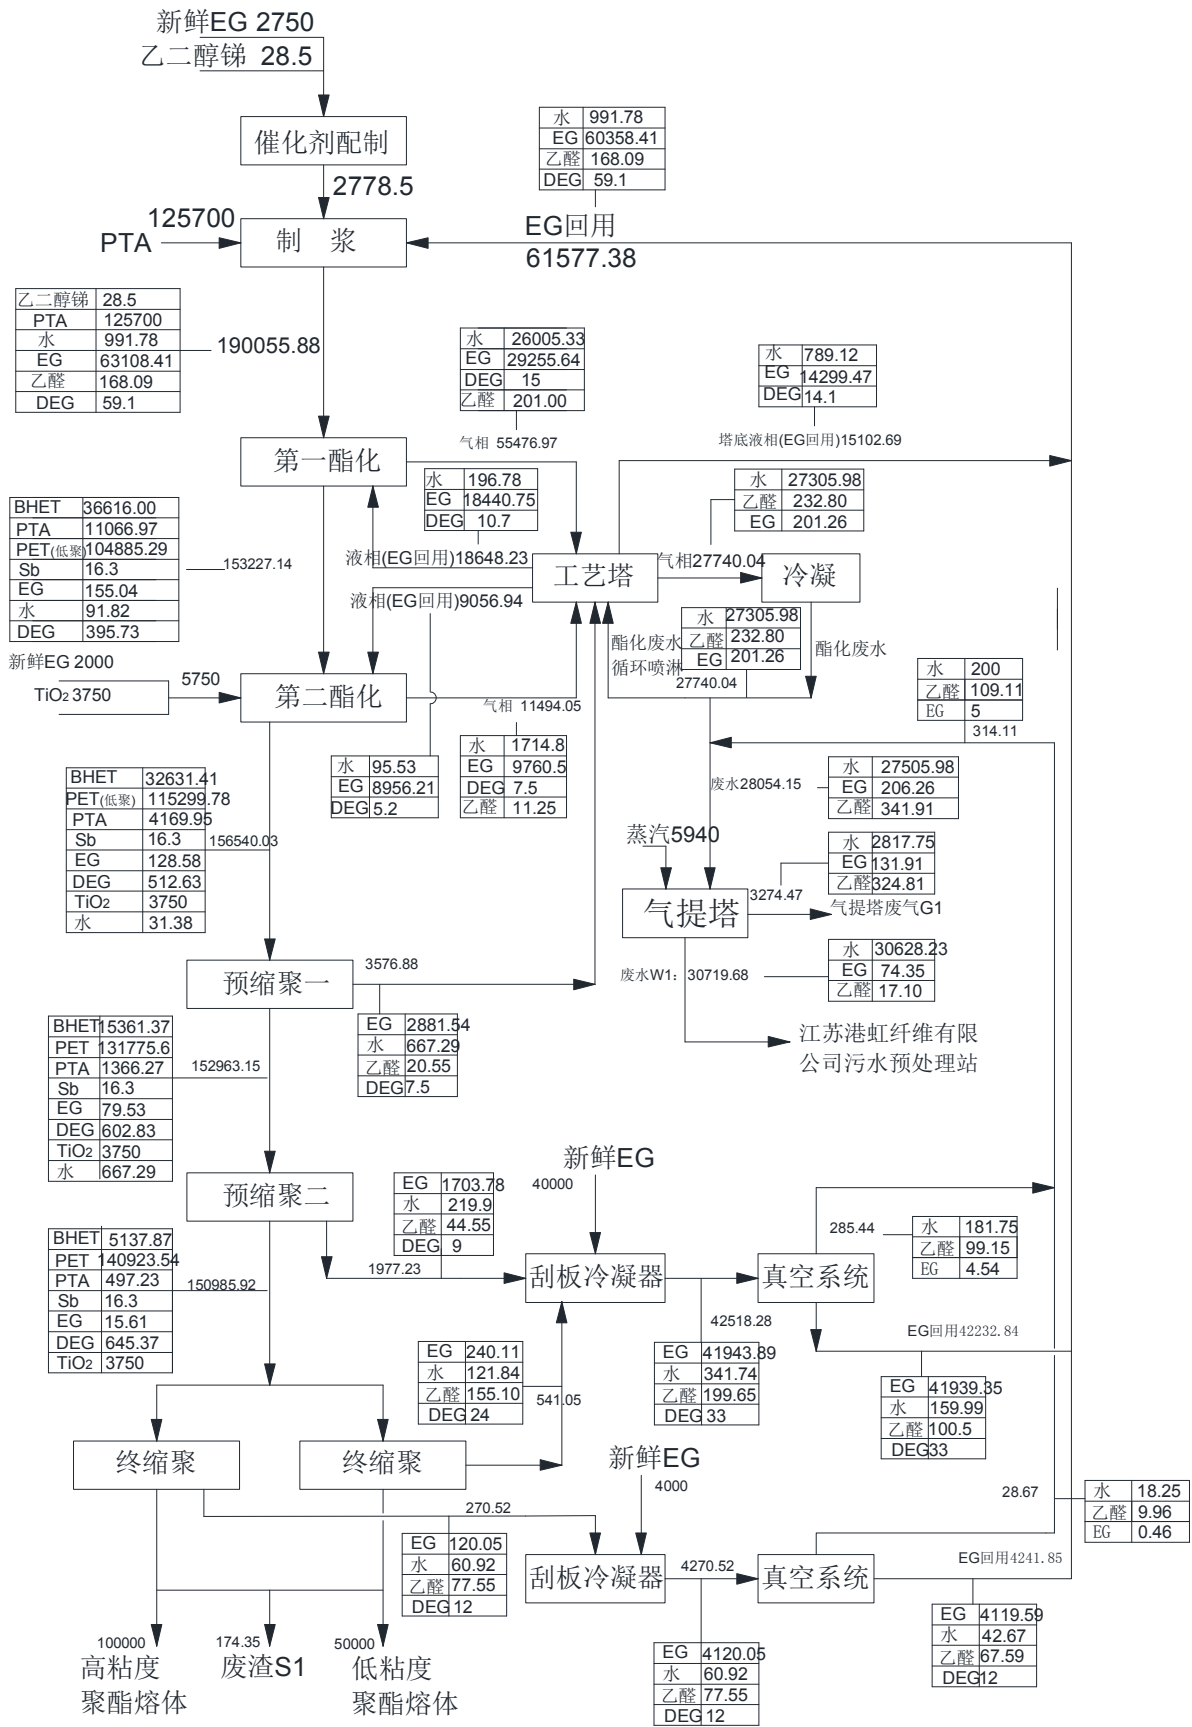 新鲜EG 2750
乙二醇锑 28.5
催化剂配制
2778.5
水 991.78
EG 60358.41
乙醛 168.09
DEG 59.1
125700
PTA
制 浆
EG回用
61577.38
乙二醇锑 28.5
PTA 125700
水 991.78
EG 63108.41
乙醛 168.09
DEG 59.1
190055.88
水 26005.33
EG 29255.64
DEG 15
乙醛 201.00
气相 55476.97
水 789.12
EG 14299.47
DEG 14.1
塔底液相(EG回用)15102.69
第一酯化
水 196.78
EG 18440.75
DEG 10.7
液相(EG回用)18648.23
水 27305.98
乙醛 232.80
EG 201.26
气相27740.04
BHET 36616.00
PTA 11066.97
PET(低聚) 104885.29
Sb 16.3
EG 155.04
水 91.82
DEG 395.73
153227.14
工艺塔
冷凝
液相(EG回用)9056.94
水 27305.98
乙醛 232.80
EG 201.26
27740.04
酯化废水
循环喷淋
酯化废水
新鲜EG 2000
TiO2 3750
5750
第二酯化
气相 11494.05
水 200
乙醛 109.11
EG 5
314.11
水 95.53
EG 8956.21
DEG 5.2
水 1714.8
EG 9760.5
DEG 7.5
乙醛 11.25
BHET 32631.41
PET(低聚) 115299.78
PTA 4169.95
Sb 16.3
EG 128.58
DEG 512.63
TiO2 3750
水 31.38
156540.03
废水28054.15
水 27505.98
EG 206.26
乙醛 341.91
蒸汽5940
气提塔
3274.47
水 2817.75
EG 131.91
乙醛 324.81
气提塔废气G1
预缩聚一
3576.88
废水W1: 30719.68
水 30628.23
EG 74.35
乙醛 17.10
EG 2881.54
水 667.29
乙醛 20.55
DEG 7.5
江苏港虹纤维有限
公司污水预处理站
BHET 15361.37
PET 131775.6
PTA 1366.27
Sb 16.3
EG 79.53
DEG 602.83
TiO2 3750
水 667.29
152963.15
预缩聚二
EG 1703.78
水 219.9
乙醛 44.55
DEG 9
1977.23
新鲜EG
40000
刮板冷凝器
真空系统
285.44
水 181.75
乙醛 99.15
EG 4.54
BHET 5137.87
PET 140923.54
PTA 497.23
Sb 16.3
EG 15.61
DEG 645.37
TiO2 3750
150985.92
42518.28
EG 41943.89
水 341.74
乙醛 199.65
DEG 33
EG回用42232.84
EG 41939.35
水 159.99
乙醛 100.5
DEG 33
EG 240.11
水 121.84
乙醛 155.10
DEG 24
541.05
终缩聚
终缩聚
新鲜EG
4000
270.52
EG 120.05
水 60.92
乙醛 77.55
DEG 12
刮板冷凝器
4270.52
真空系统
28.67
水 18.25
乙醛 9.96
EG 0.46
EG回用4241.85
EG 4119.59
水 42.67
乙醛 67.59
DEG 12
EG 4120.05
水 60.92
乙醛 77.55
DEG 12
100000
高粘度
聚酯熔体
174.35
废渣S1
50000
低粘度
聚酯熔体